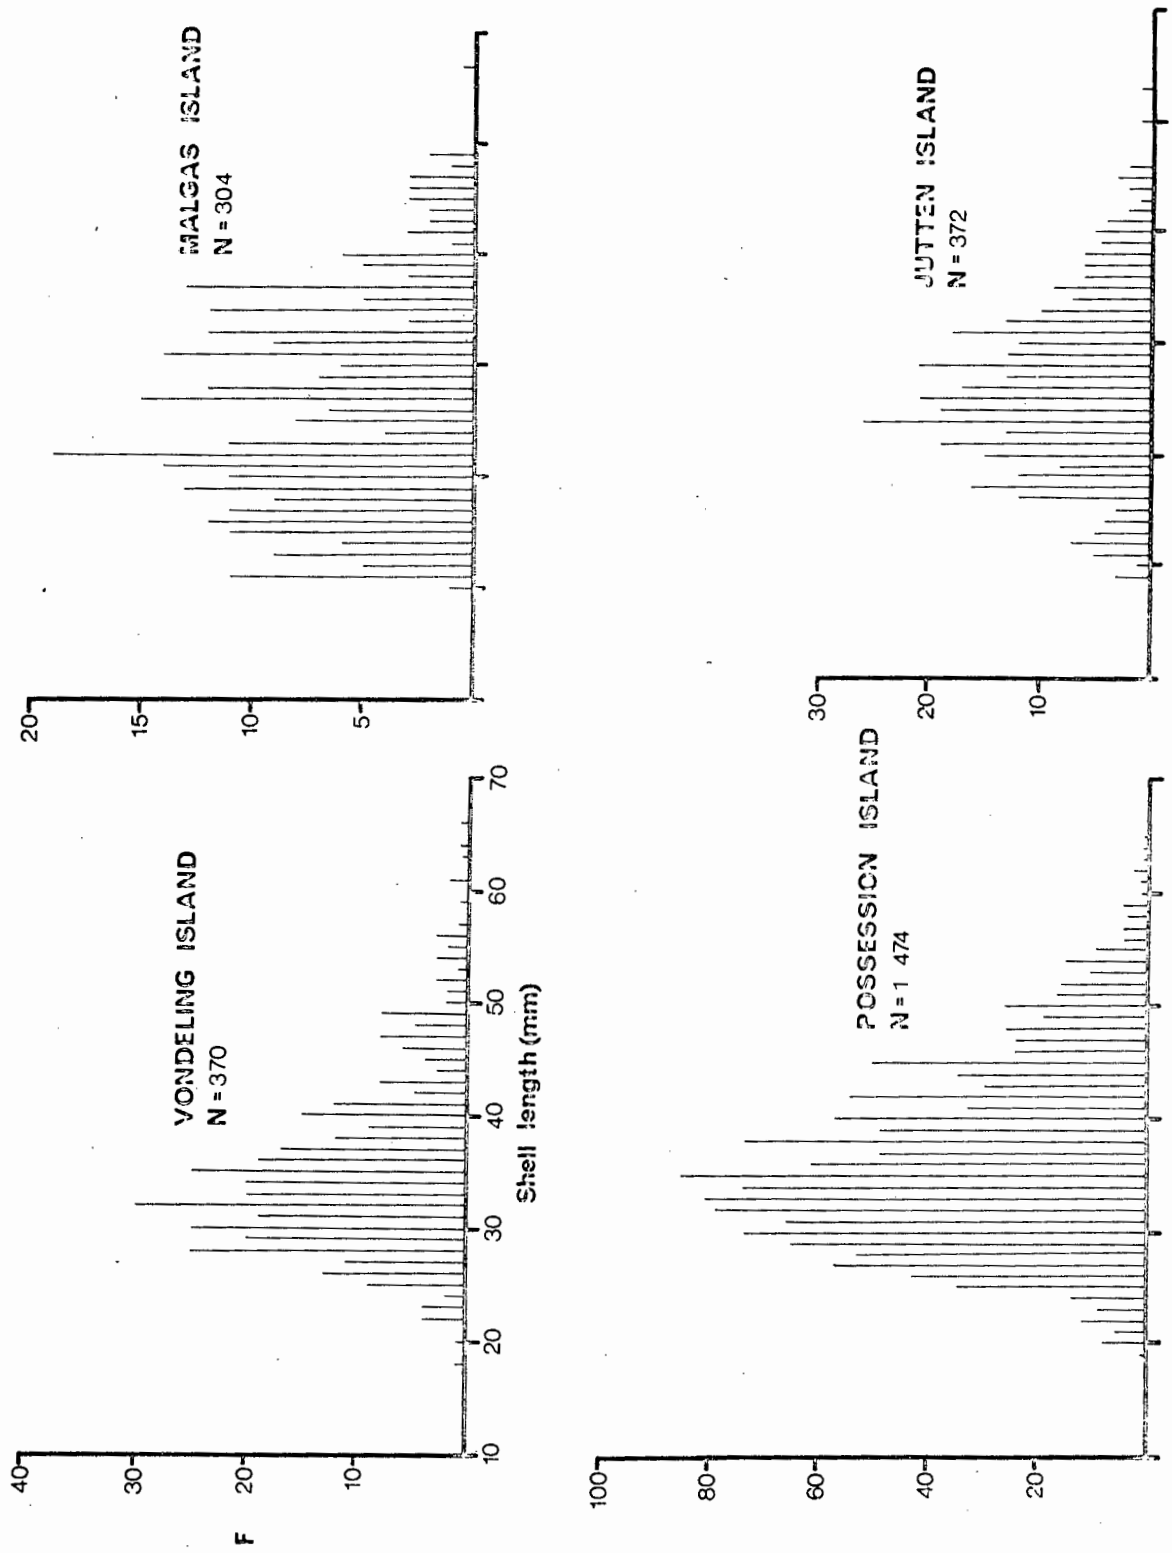 VONDELING ISLAND
N = 370
F
40
30
20
10
10
20
30
40
50
60
70
Shell length (mm)
MALGAS ISLAND
N = 304
20
15
10
5
POSSESSION ISLAND
N = 1 474
100
80
60
40
20
JUTTEN ISLAND
N = 372
30
20
10